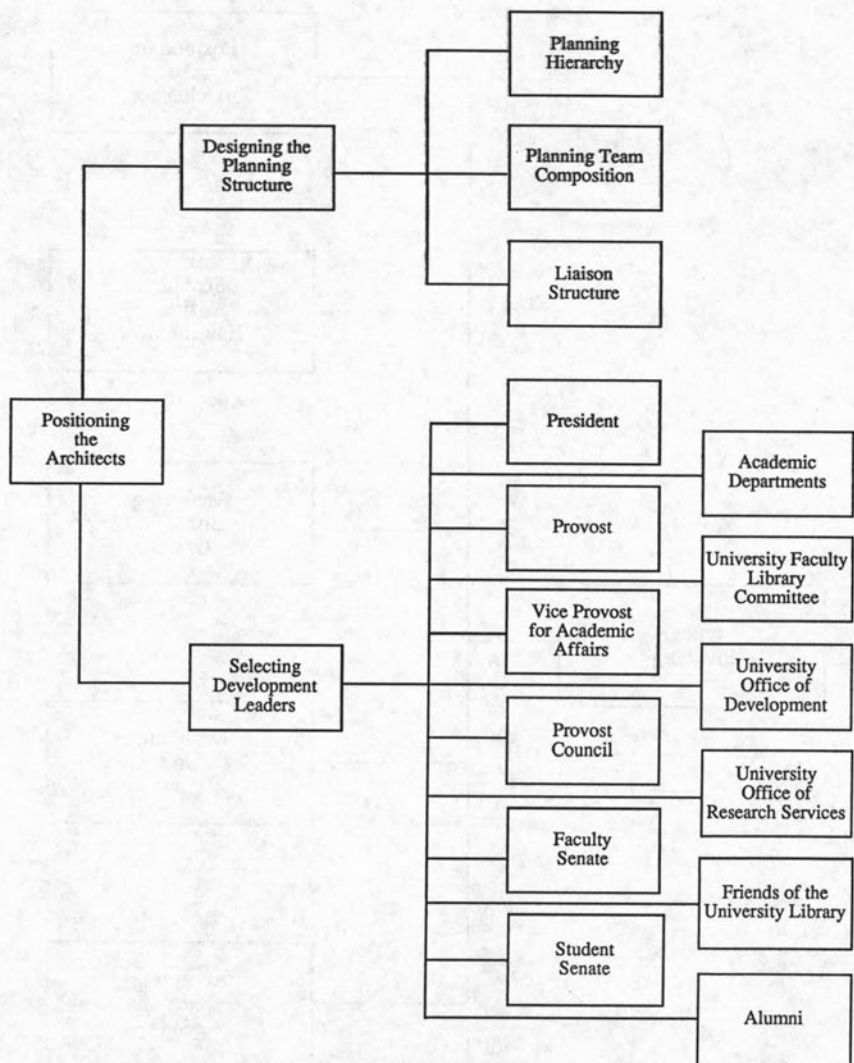 Planning
Hierarchy
Designing the
Planning
Structure
Planning Team
Composition
Liaison
Structure
Positioning
the
Architects
President
Academic
Departments
Provost
University Faculty
Library
Committee
Vice Provost
for Academic
Affairs
Selecting
Development
Leaders
University
Office of
Development
Provost
Council
University
Office of
Research Services
Faculty
Senate
Friends of the
University Library
Student
Senate
Alumni